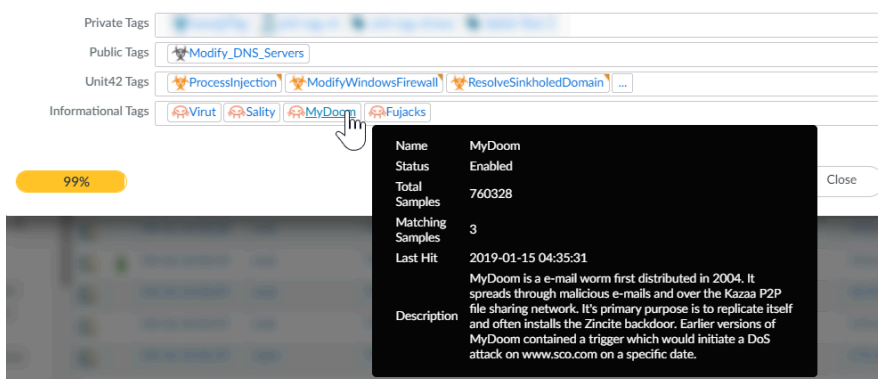 Private Tags
Public Tags Modify_DNS_Servers
Unit42 Tags ProcessInjection ModifyWindowsFirewall ResolveSinkholedDomain ...
Informational Tags Virut Sality MyDoom Fujacks
99%
Close
Name MyDoom
Status Enabled
Total
Samples 760328
Matching
Samples 3
Last Hit 2019-01-15 04:35:31
Description
MyDoom is a e-mail worm first distributed in 2004. It
spreads through malicious e-mails and over the Kazaa P2P
file sharing network. It's primary purpose is to replicate itself
and often installs the Zincite backdoor. Earlier versions of
MyDoom contained a trigger which would initiate a DoS
attack on www.sco.com on a specific date.